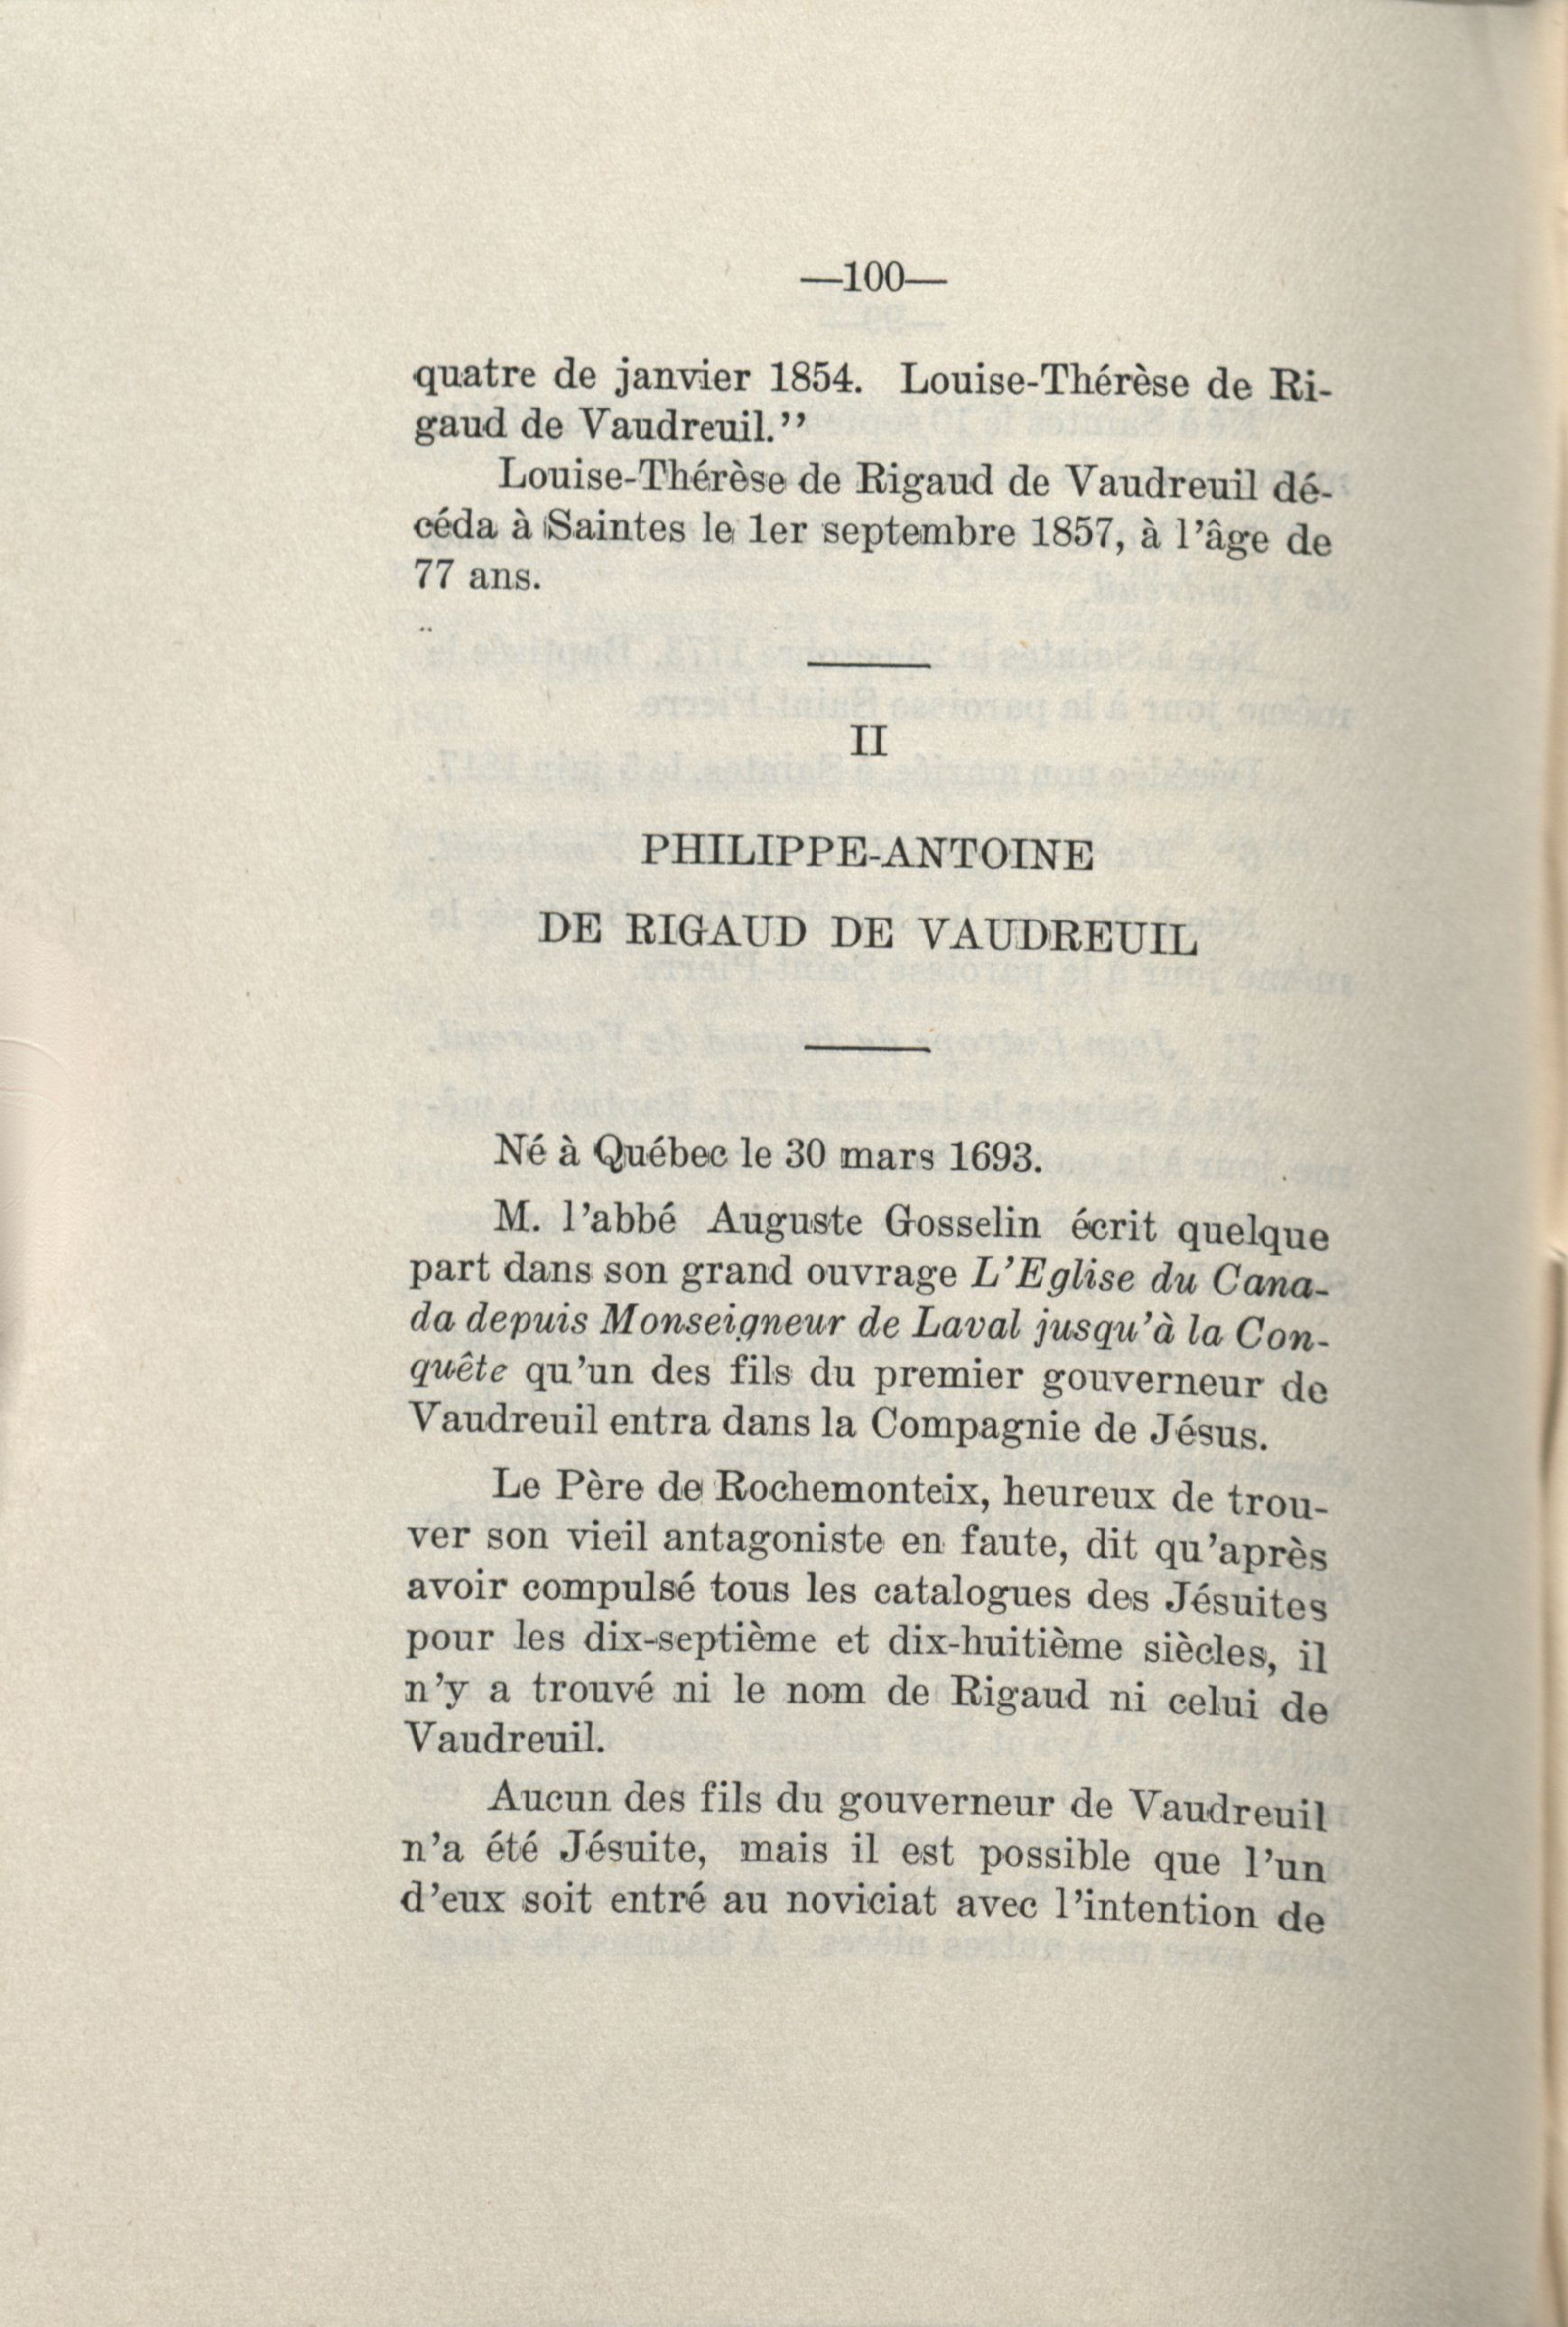 —100—
quatre de janvier 1854. Louise-Thérèse de Ri-
gaud de Vaudreuil.’’
Louise-Thérèse de Rigaud de Vaudreuil dé-
céda à Saintes le 1er septembre 1857, à l’âge de
77 ans.
II
PHILIPPE-ANTOINE
DE RIGAUD DE VAUDREUIL
Né à Québec le 30 mars 1693.
M. l’abbé Auguste Gosselin écrit quelque
part dans son grand ouvrage L’Eglise du Cana-
da depuis Monseigneur de Laval jusqu’à la Con-
quête qu’un des fils du premier gouverneur de
Vaudreuil entra dans la Compagnie de Jésus.
Le Père de Rochemonteix, heureux de trou-
ver son vieil antagoniste en faute, dit qu’après
avoir compulsé tous les catalogues des Jésuites
pour les dix-septième et dix-huitième siècles, il
n’y a trouvé ni le nom de Rigaud ni celui de
Vaudreuil.
Aucun des fils du gouverneur de Vaudreuil
n’a été Jésuite, mais il est possible que l’un
d’eux soit entré au noviciat avec l’intention de